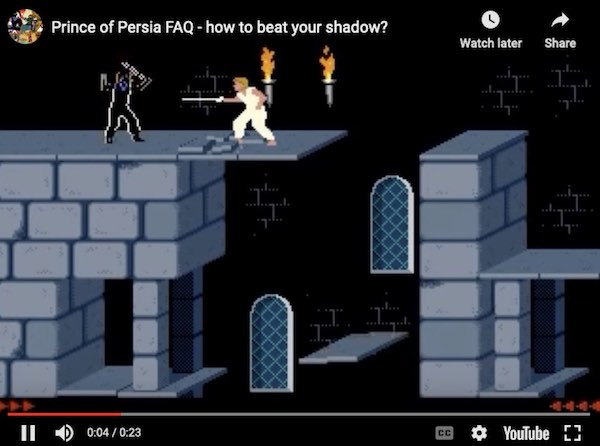 Prince of Persia FAQ - how to beat your shadow?
Watch later
Share
0:04 / 0:23
CC
YouTube